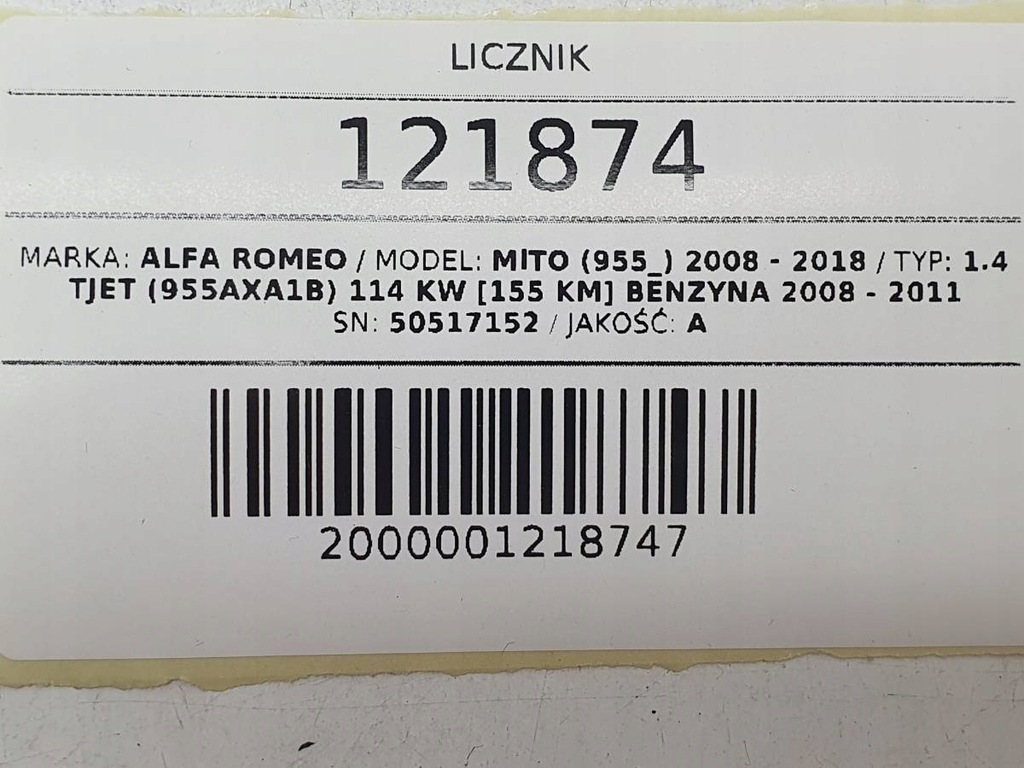 LICZNIK
121874
MARKA: ALFA ROMEO / MODEL: MITO (955_) 2008 - 2018 / TYP: 1.4
TJET (955AXA1B) 114 KW [155 KM] BENZYNA 2008 - 2011
SN: 50517152 / JAKOŚĆ: A
2000001218747